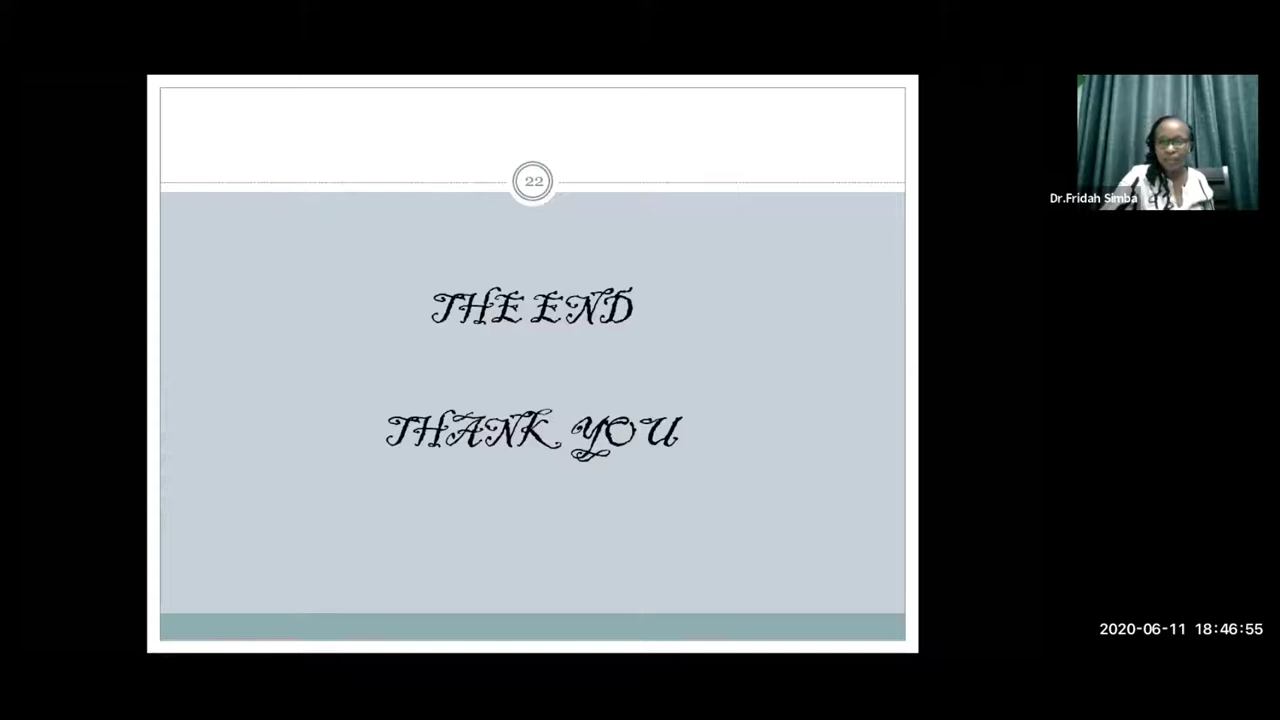 22
THE END
THANK YOU
Dr.Fridah Simba
2020-06-11 18:46:55